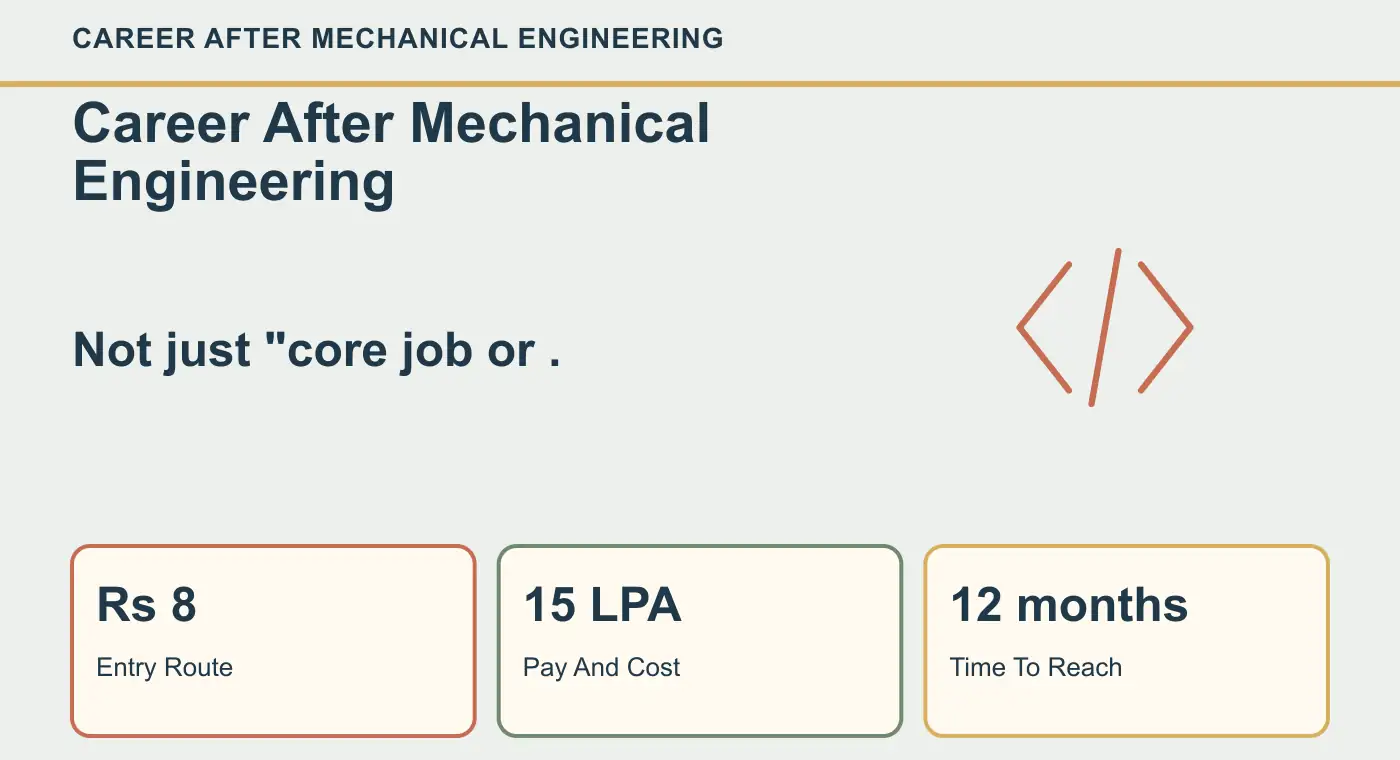 CAREER AFTER MECHANICAL ENGINEERING
Career After Mechanical
Engineering
Not just "core job or .
Rs 8
Entry Route
15 LPA
Pay And Cost
12 months
Time To Reach